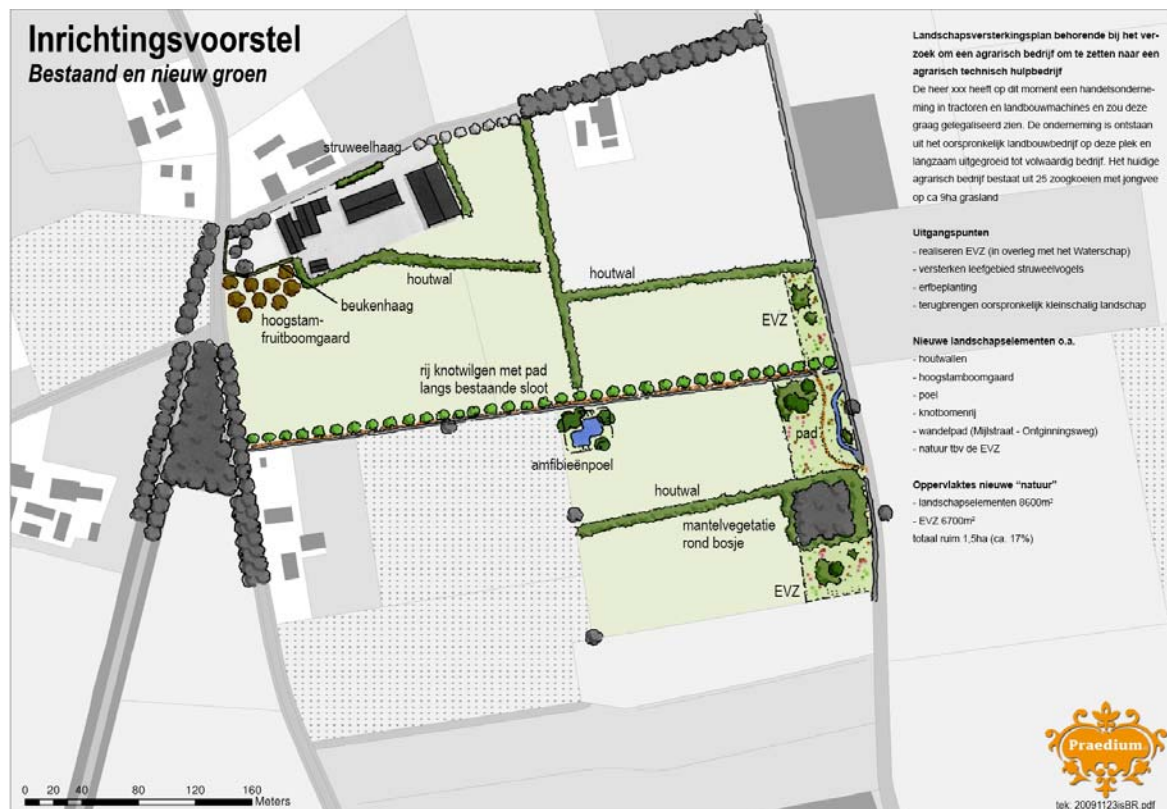 Inrichtingsvoorstel
Bestaand en nieuw groen
Landschapsversterkingsplan behorende bij het ver-
zoek om een agrarisch bedrijf om te zetten naar een
agrarisch technisch hulpbedrijf
De heer xxx heeft op dit moment een handelsonderne-
ming in tractoren en landbouwmachines en zou deze
graag gelegaliseerd zien. De onderneming is ontstaan
uit het oorspronkelijk landbouwbedrijf op deze plek en
langzaam uitgegroeid tot volwaardig bedrijf. Het huidige
agrarisch bedrijf bestaat uit 25 zoogkoeien met jongvee
op ca 9ha grasland
Uitgangspunten
- realiseren EVZ (in overleg met het Waterschap)
- versterken leefgebied struweelvogels
- erfbeplanting
- terugbrengen oorspronkelijk kleinschalig landschap
Nieuwe landschapselementen o.a.
- houtwallen
- hoogstamboomgaard
- poel
- knotbomenrij
- wandelpad (Mijlstraat - Ontginningsweg)
- natuur tbv de EVZ
Oppervlaktes nieuwe “natuur”
- landschapselementen 8600m²
- EVZ 6700m²
totaal ruim 1,5ha (ca. 17%)
struweelhaag
houtwal
houtwal
beukenhaag
hoogstam-
fruitboomgaard
EVZ
rij knotwilgen met pad
langs bestaande sloot
pad
amfibieënpoel
houtwal
mantelvegetatie
rond bosje
EVZ
0 20 40 80 120 160
Meters
Praedium
tek: 20091123isBR.pdf